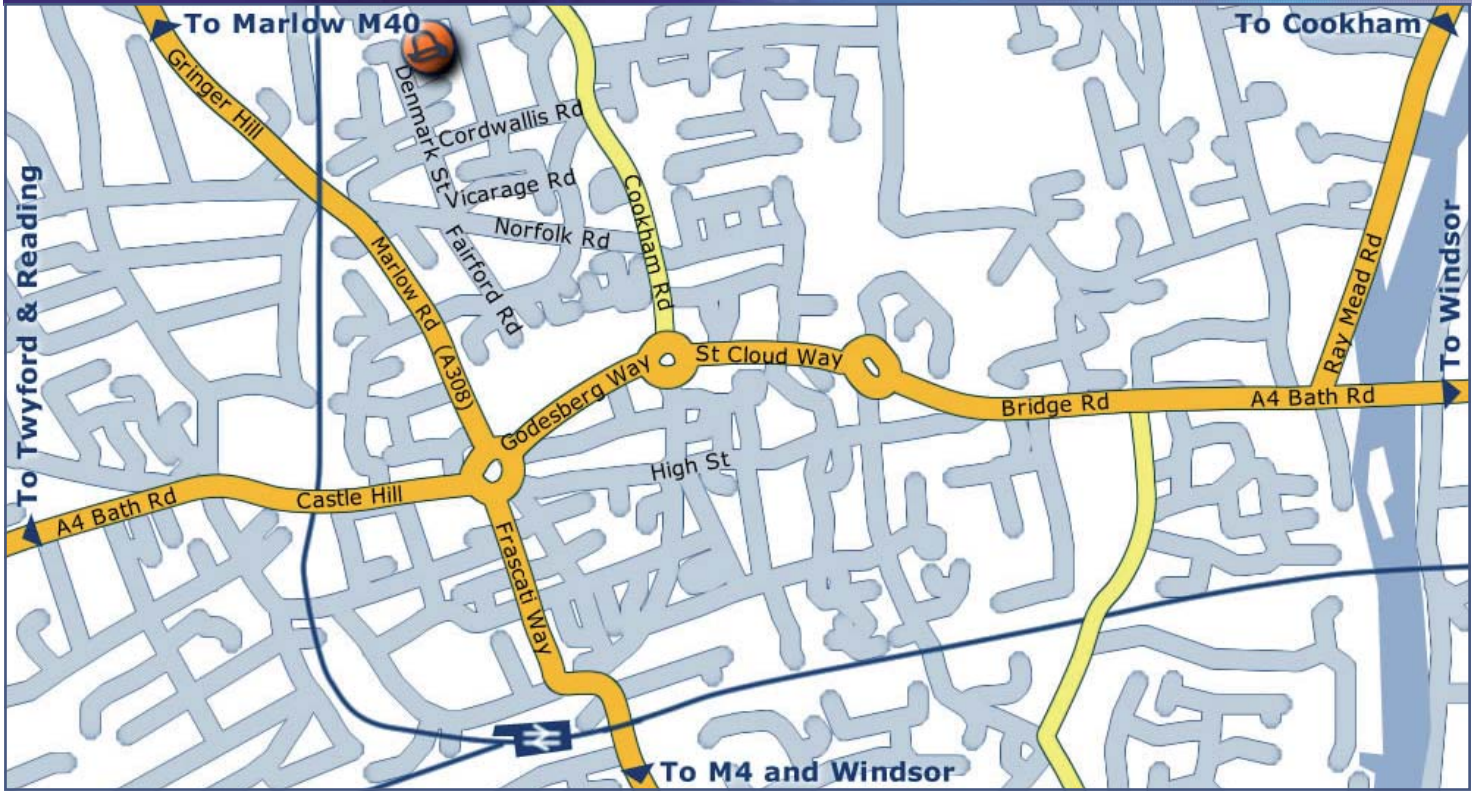 To Marlow M40
To Cookham
Gringer Hill
Denmark St
Cordwallis Rd
Vicarage Rd
Norfolk Rd
Fairford Rd
Cookham Rd
Marlow Rd (A308)
Ray Mead Rd
To Windsor
To Twyford & Reading
Godesberg Way
St Cloud Way
Bridge Rd
A4 Bath Rd
High St
A4 Bath Rd
Castle Hill
Frascati Way
To M4 and Windsor